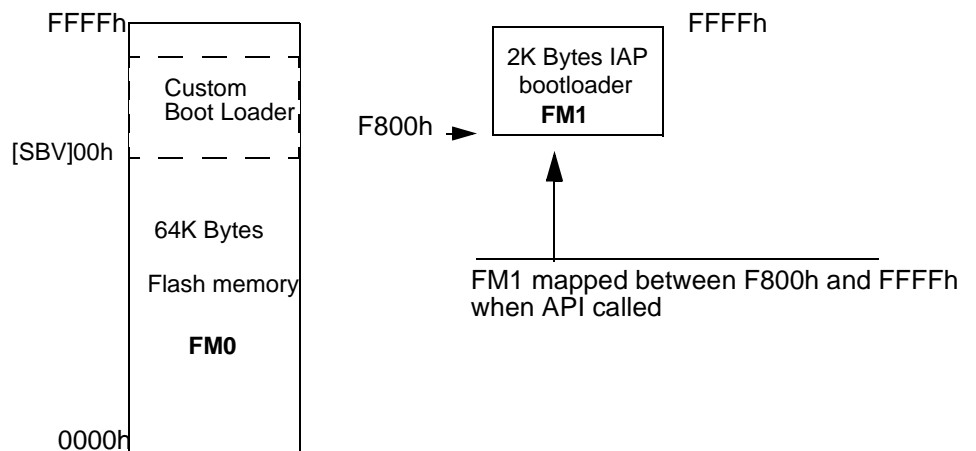 FFFFh
Custom
Boot Loader
[SBV]00h
64K Bytes
Flash memory
FM0
0000h
FFFFh
2K Bytes IAP
bootloader
FM1
F800h
FM1 mapped between F800h and FFFFh
when API called